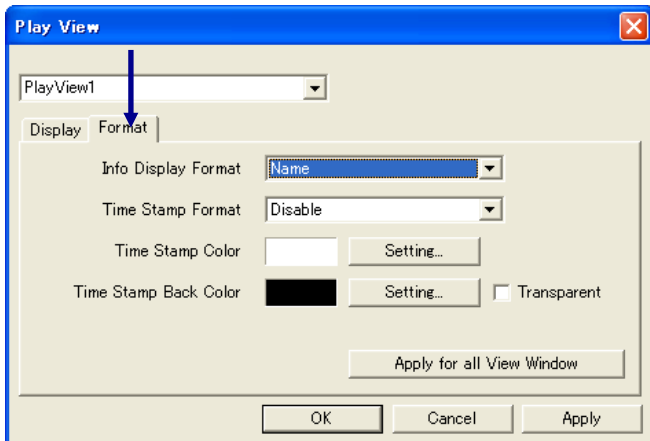 Play View
PlayView1
Display Format
Info Display Format Name
Time Stamp Format Disable
Time Stamp Color Setting...
Time Stamp Back Color Setting... Transparent
Apply for all View Window
OK Cancel Apply